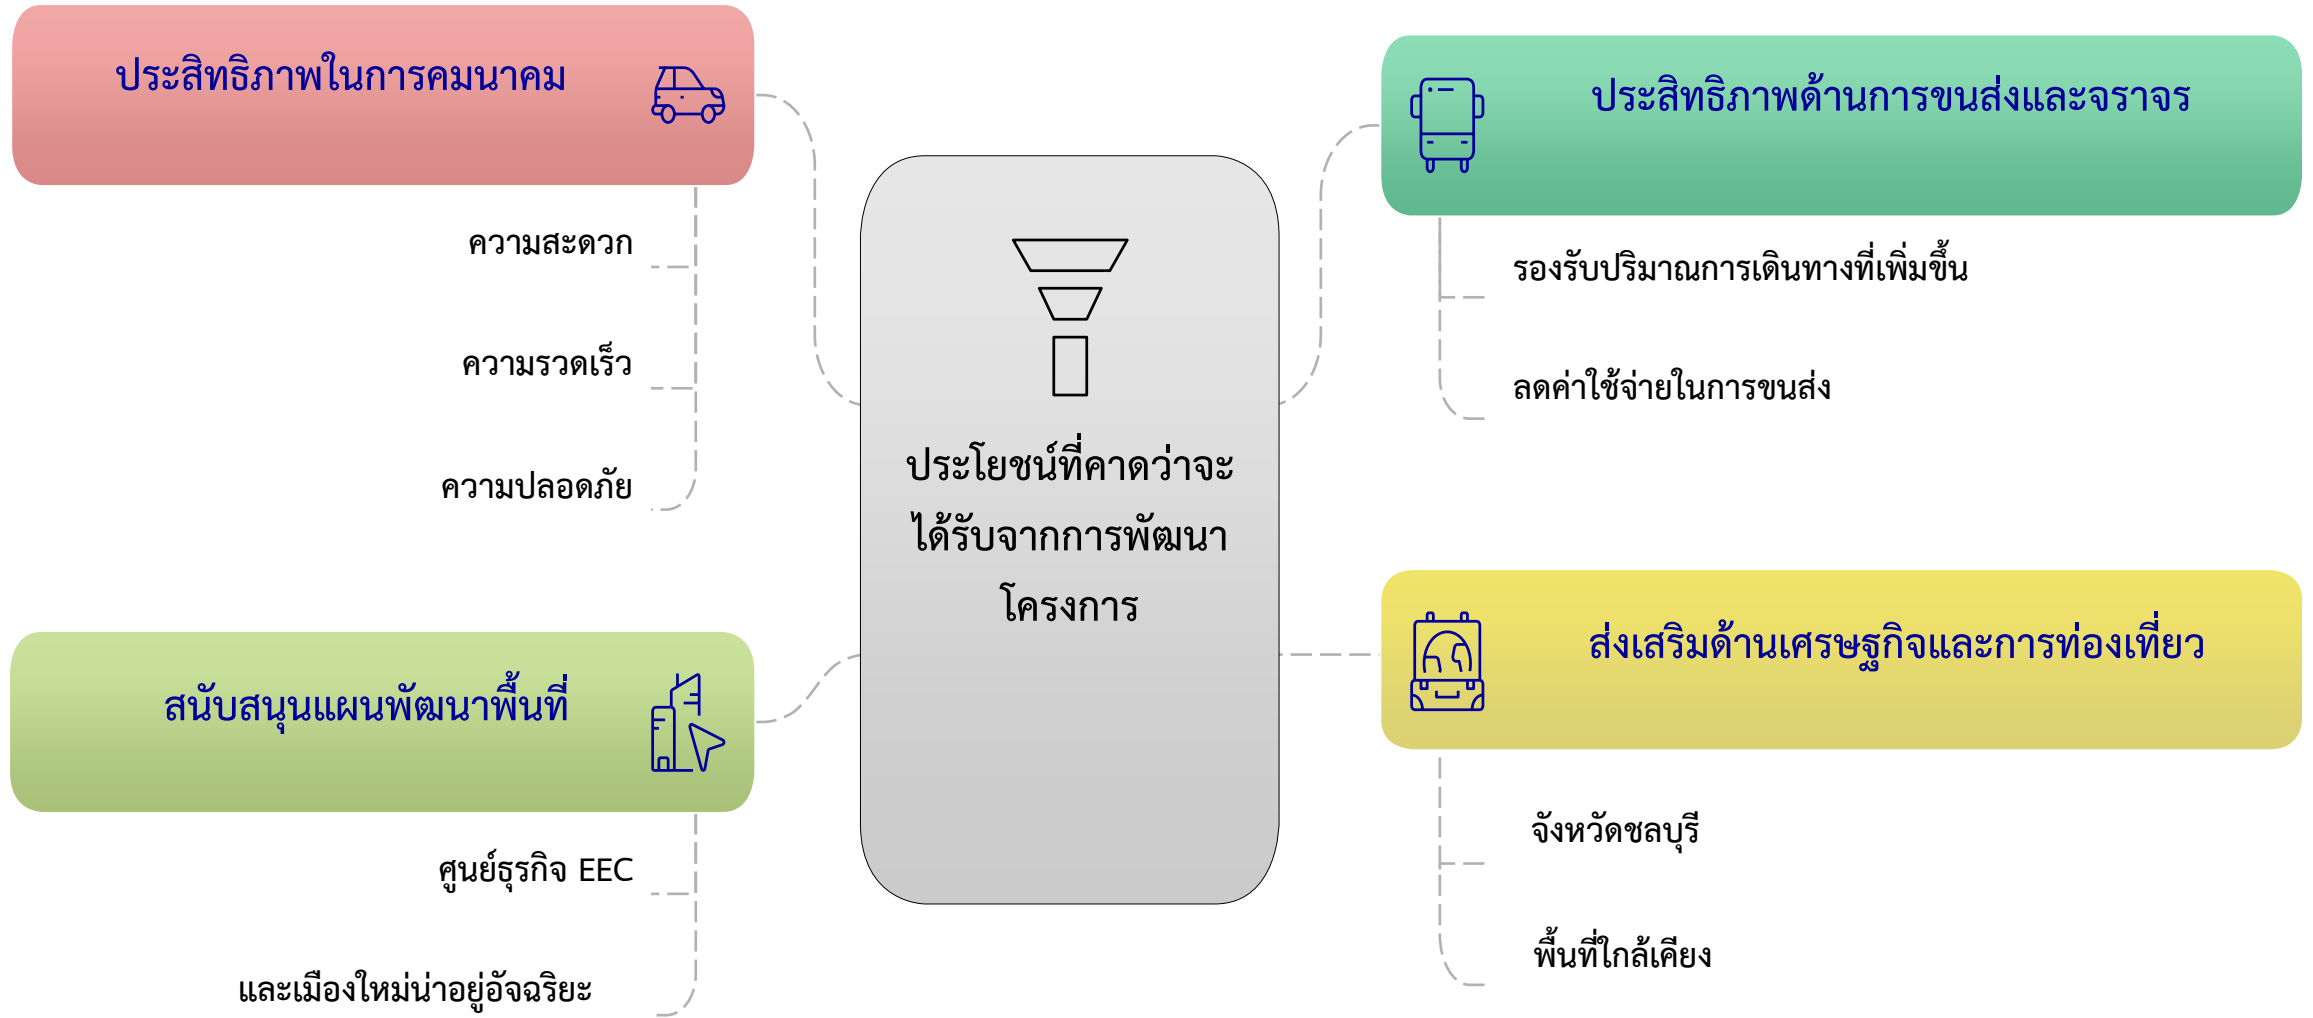 ประสิทธิภาพในการคมนาคม
ความสะดวก
ความรวดเร็ว
ความปลอดภัย
สนับสนุนแผนพัฒนาพื้นที่
ศูนย์ธุรกิจ EEC
และเมืองใหม่น่าอยู่อัจฉริยะ
ประโยชน์ที่คาดว่าจะ
ได้รับจากการพัฒนา
โครงการ
ประสิทธิภาพด้านการขนส่งและจราจร
รองรับปริมาณการเดินทางที่เพิ่มขึ้น
ลดค่าใช้จ่ายในการขนส่ง
ส่งเสริมด้านเศรษฐกิจและการท่องเที่ยว
จังหวัดชลบุรี
พื้นที่ใกล้เคียง